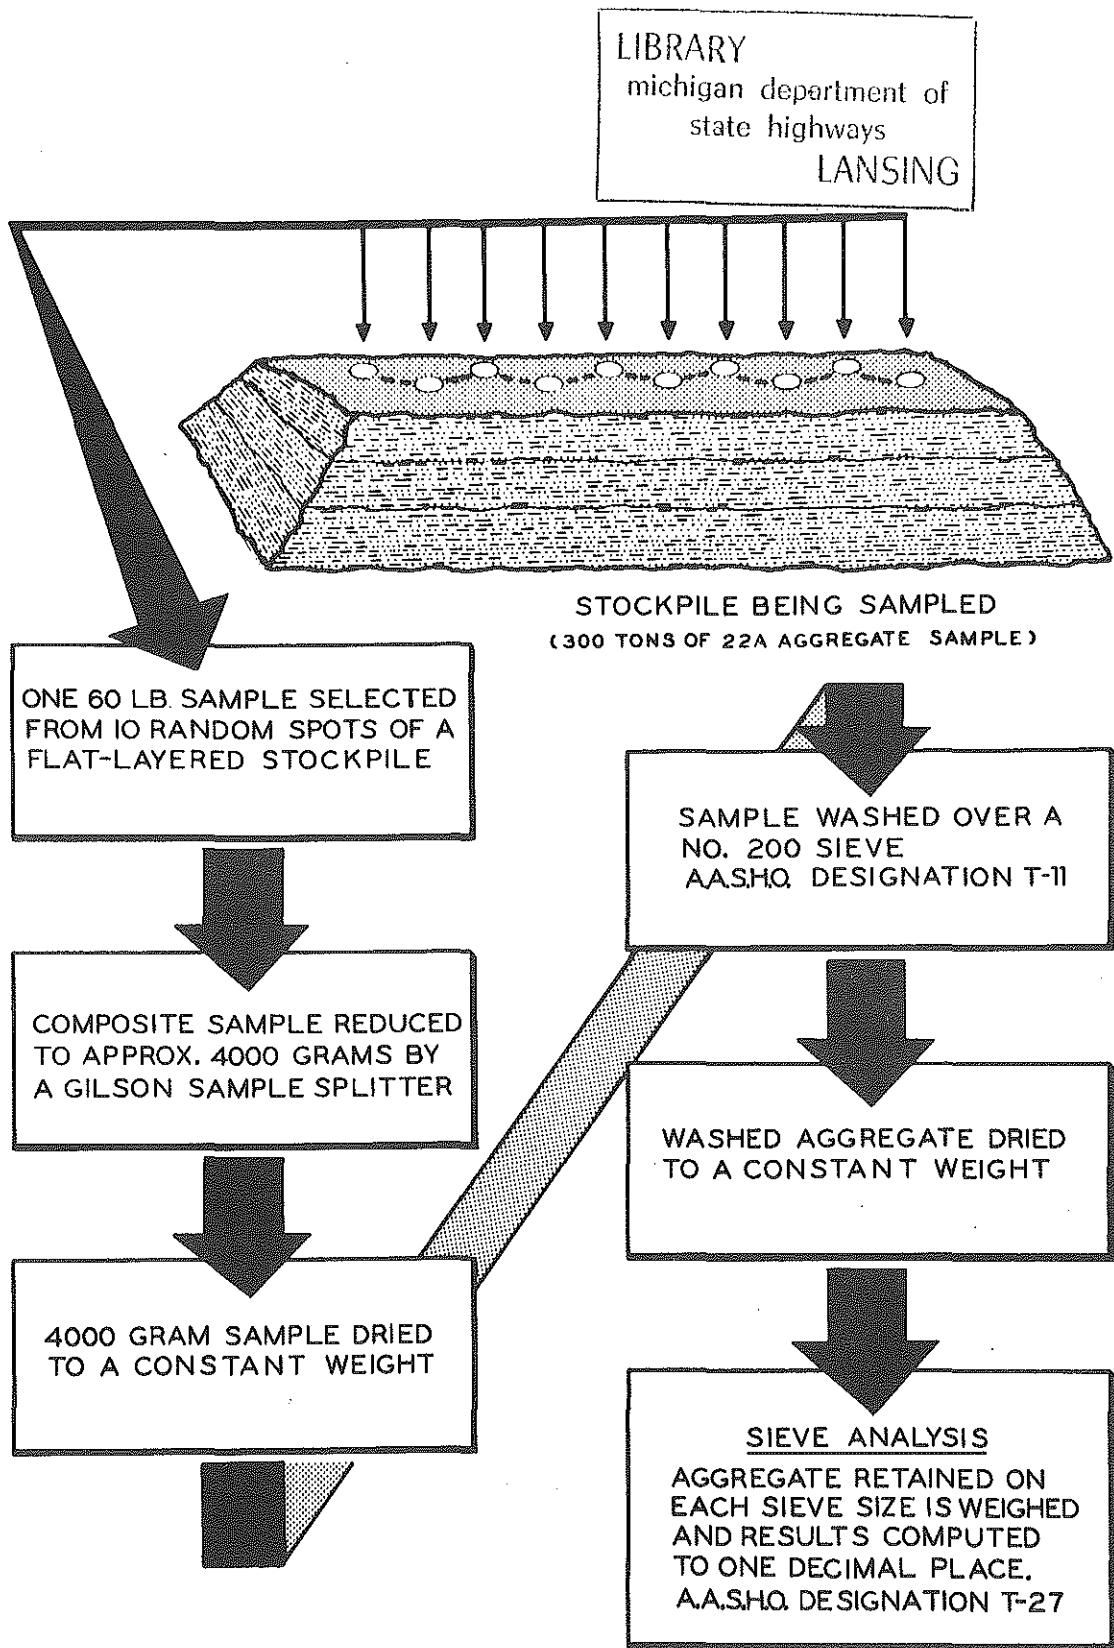 LIBRARY
michigan department of
state highways
LANSING
STOCKPILE BEING SAMPLED
(300 TONS OF 22A AGGREGATE SAMPLE)
ONE 60 LB. SAMPLE SELECTED
FROM 10 RANDOM SPOTS OF A
FLAT-LAYERED STOCKPILE
COMPOSITE SAMPLE REDUCED
TO APPROX. 4000 GRAMS BY
A GILSON SAMPLE SPLITTER
4000 GRAM SAMPLE DRIED
TO A CONSTANT WEIGHT
SAMPLE WASHED OVER A
NO. 200 SIEVE
A.A.S.H.O. DESIGNATION T-11
WASHED AGGREGATE DRIED
TO A CONSTANT WEIGHT
SIEVE ANALYSIS
AGGREGATE RETAINED ON
EACH SIEVE SIZE IS WEIGHED
AND RESULTS COMPUTED
TO ONE DECIMAL PLACE.
A.A.S.H.O. DESIGNATION T-27